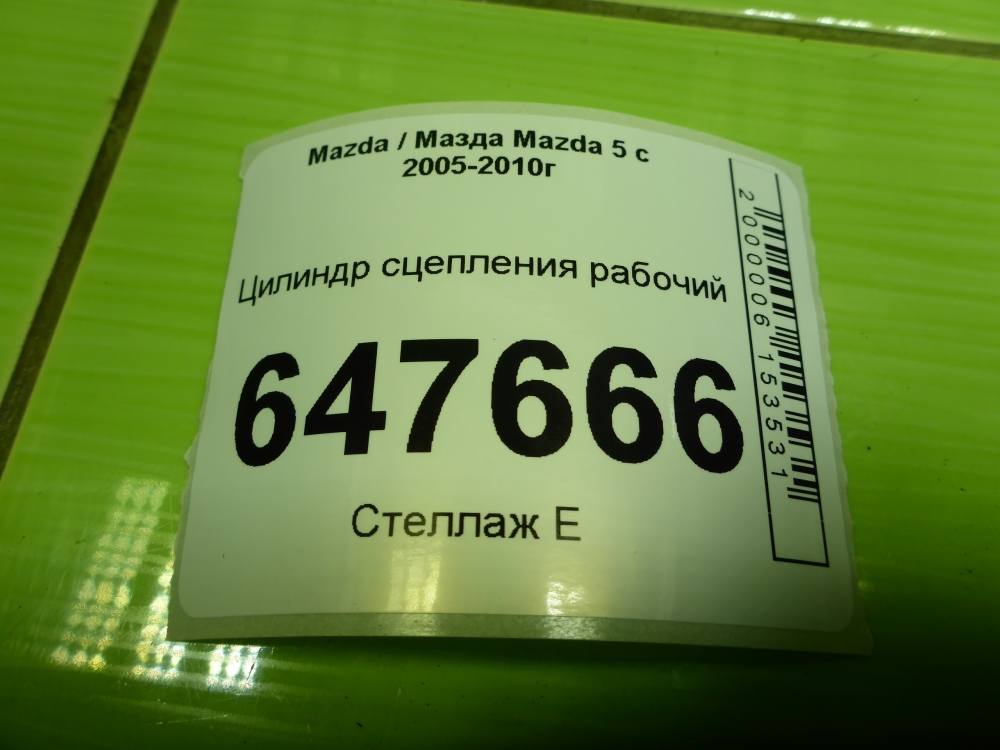 Mazda / Мазда Mazda 5 с
2005-2010г
Цилиндр сцепления рабочий
647666
Стеллаж Е
2000006153531